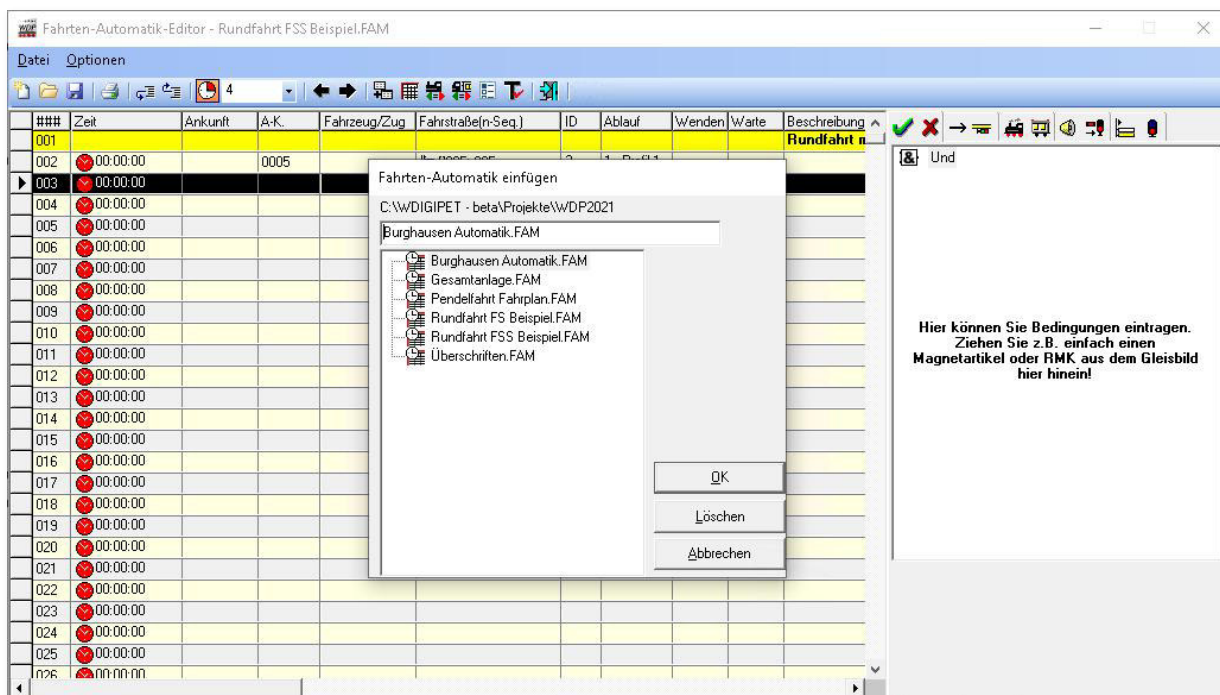 Fahrten-Automatik-Editor - Rundfahrt FSS Beispiel.FAM
Datei Optionen
4
### Zeit Ankunft A-K. Fahrzeug/Zug Fahrstraße(n-Seq.) ID Ablauf Wenden Warte Beschreibung
001 Rundfahrt
002 00:00:00 0005
003 00:00:00
004 00:00:00
005 00:00:00
006 00:00:00
007 00:00:00
008 00:00:00
009 00:00:00
010 00:00:00
011 00:00:00
012 00:00:00
013 00:00:00
014 00:00:00
015 00:00:00
016 00:00:00
017 00:00:00
018 00:00:00
019 00:00:00
020 00:00:00
021 00:00:00
022 00:00:00
023 00:00:00
024 00:00:00
025 00:00:00
026 00:00:00
Fahrten-Automatik einfügen
C:\WDIGIPET - beta\Projekte\WDP2021
Burghausen Automatik.FAM
Burghausen Automatik.FAM
Gesamtanlage.FAM
Pendelfahrt Fahrplan.FAM
Rundfahrt FS Beispiel.FAM
Rundfahrt FSS Beispiel.FAM
Überschriften.FAM
OK
Löschen
Abbrechen
& Und
Hier können Sie Bedingungen eintragen.
Ziehen Sie z.B. einfach einen
Magnetartikel oder RMK aus dem Gleisbild
hier hinein!